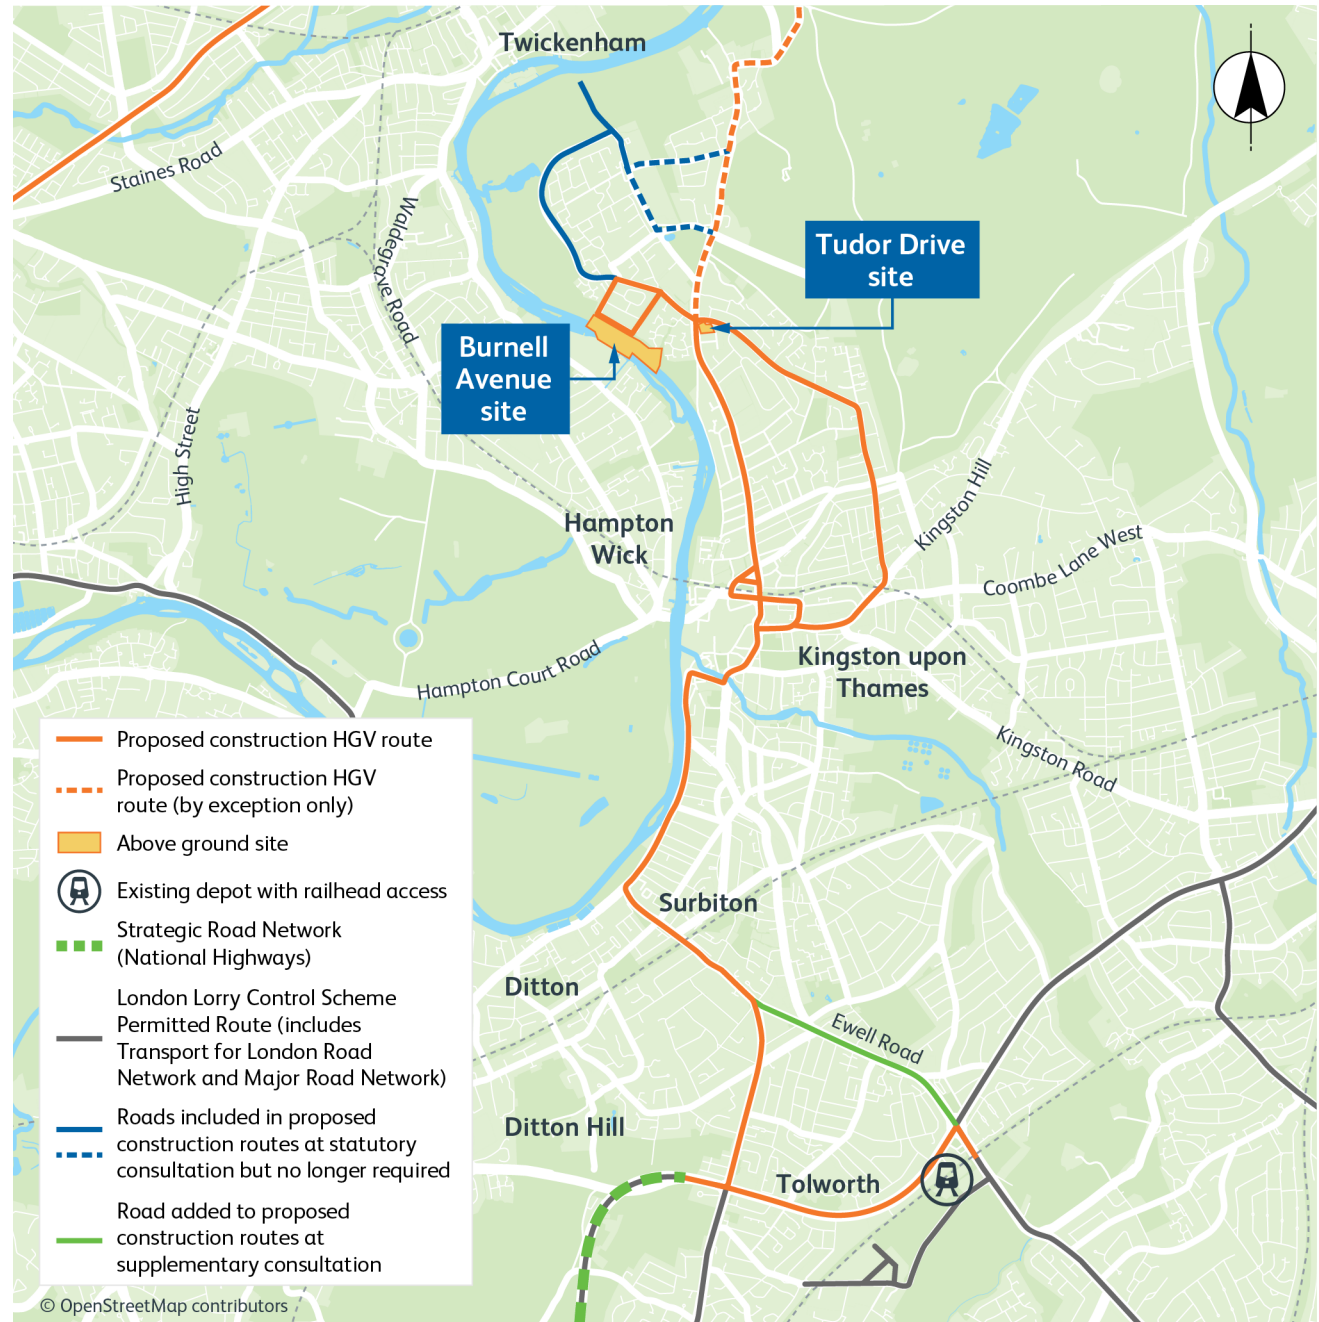 Twickenham
Staines Road
Waldegrave Road
Tudor Drive
site
Burnell
Avenue
site
High Street
Kingston Hill
Hampton
Wick
Coombe Lane West
Hampton Court Road
Kingston upon
Thames
Kingston Road
Surbiton
Ditton
Ewell Road
Ditton Hill
Tolworth
Proposed construction HGV route
Proposed construction HGV
route (by exception only)
Above ground site
Existing depot with railhead access
Strategic Road Network
(National Highways)
London Lorry Control Scheme
Permitted Route (includes
Transport for London Road
Network and Major Road Network)
Roads included in proposed
construction routes at statutory
consultation but no longer required
Road added to proposed
construction routes at
supplementary consultation
© OpenStreetMap contributors